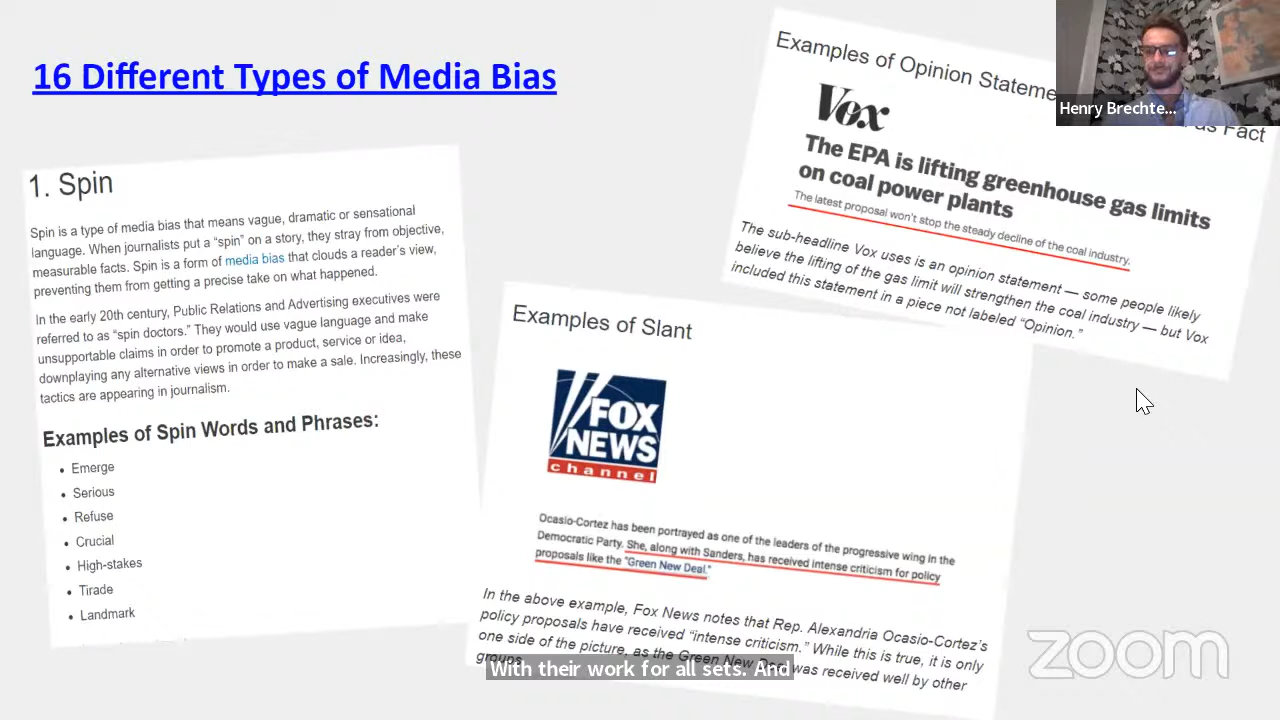 16 Different Types of Media Bias
1. Spin
Spin is a type of media bias that means vague, dramatic or sensational
language. When journalists put a “spin” on a story, they stray from objective,
measurable facts. Spin is a form of media bias that clouds a reader’s view,
preventing them from getting a precise take on what happened.
In the early 20th century, Public Relations and Advertising executives were
referred to as “spin doctors.” They would use vague language and make
unsupportable claims in order to promote a product, service or idea,
downplaying any alternative views in order to make a sale. Increasingly, these
tactics are appearing in journalism.
Examples of Spin Words and Phrases:
• Emerge
• Serious
• Refuse
• Crucial
• High-stakes
• Tirade
• Landmark
Examples of Slant
FOX
NEWS
channel
Ocasio-Cortez has been portrayed as one of the leaders of the progressive wing in the
Democratic Party. She, along with Sanders, has received intense criticism for policy
proposals like the “Green New Deal.”
In the above example, Fox News notes that Rep. Alexandria Ocasio-Cortez’s
policy proposals have received “intense criticism.” While this is true, it is only
one side of the picture, as the Green New Deal was received well by other
Examples of Opinion Fact
Vox
The EPA is lifting greenhouse gas limits
on coal power plants
The latest proposal won’t stop the steady decline of the coal industry.
The sub-headline Vox uses is an opinion statement — some people likely
believe the lifting of the gas limit will strengthen the coal industry — but Vox
included this statement in a piece not labeled “Opinion.”
Henry Brechte...
With their work for all sets. And
zoom